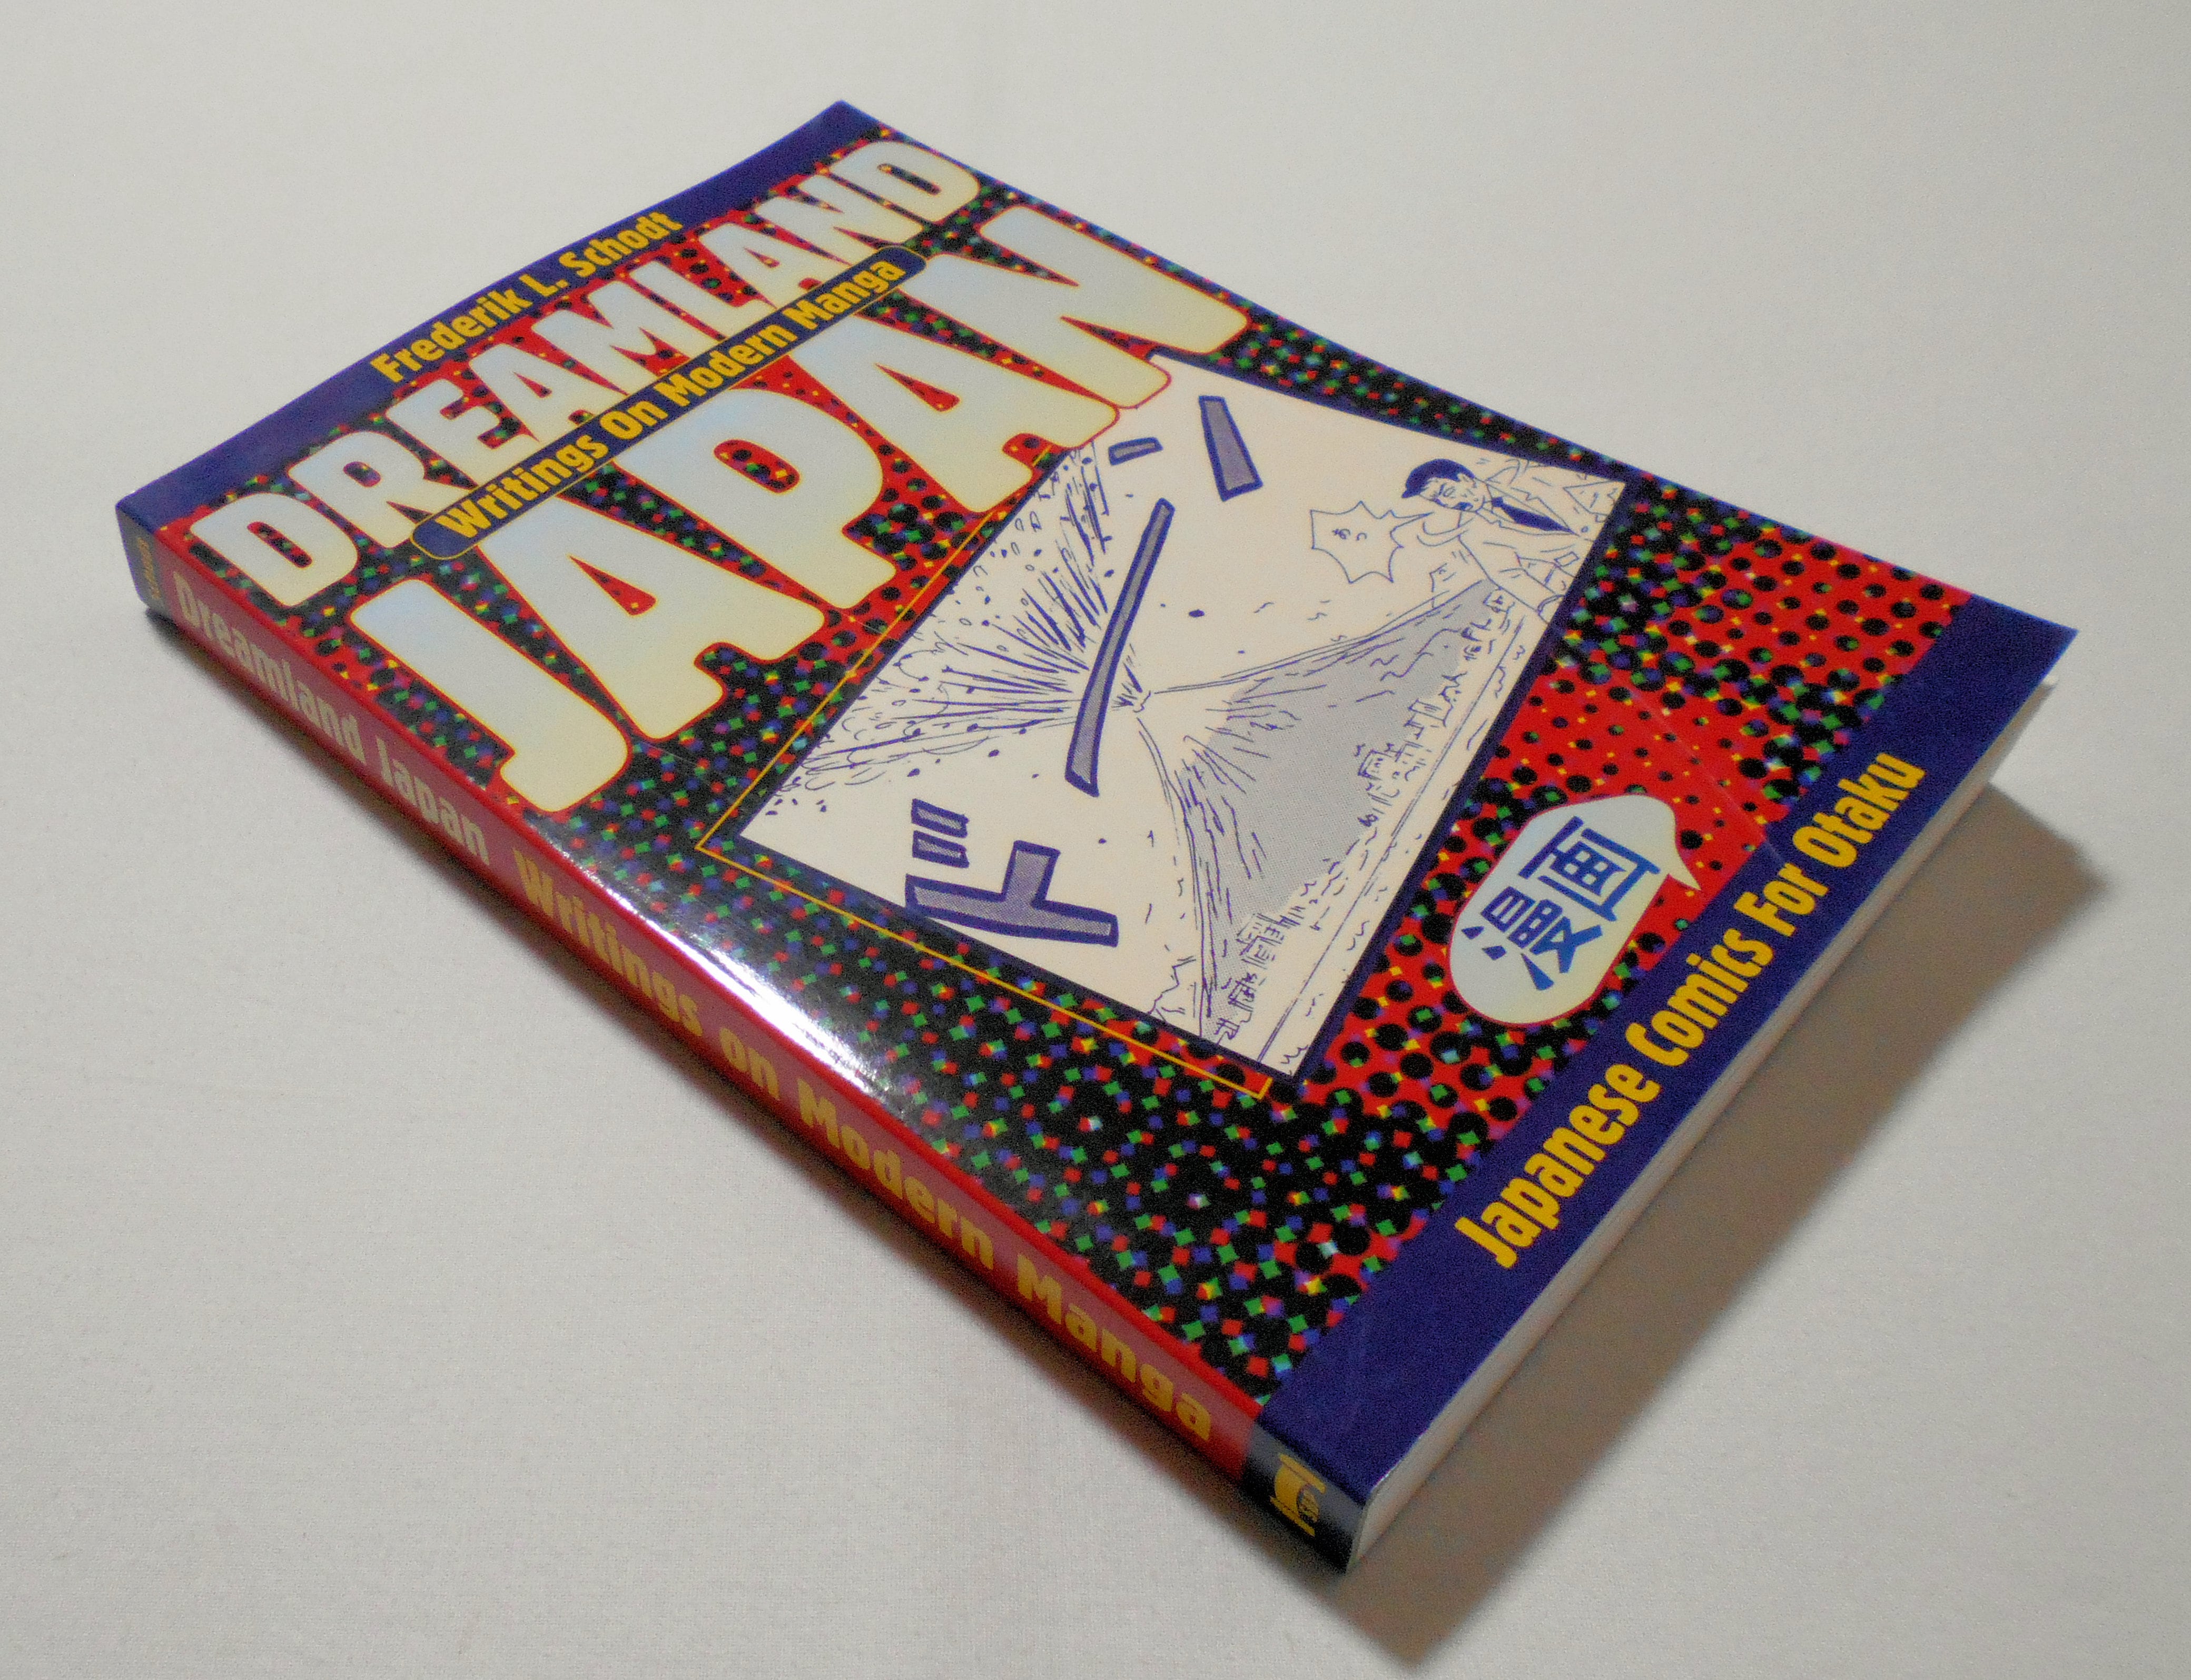 Frederik L. Schodt
DREAMLAND
Writings On Modern Manga
JAPAN
ドーン
漫画
Japanese Comics For Otaku
SCHODT
Dreamland Japan Writings on Modern Manga
SBP